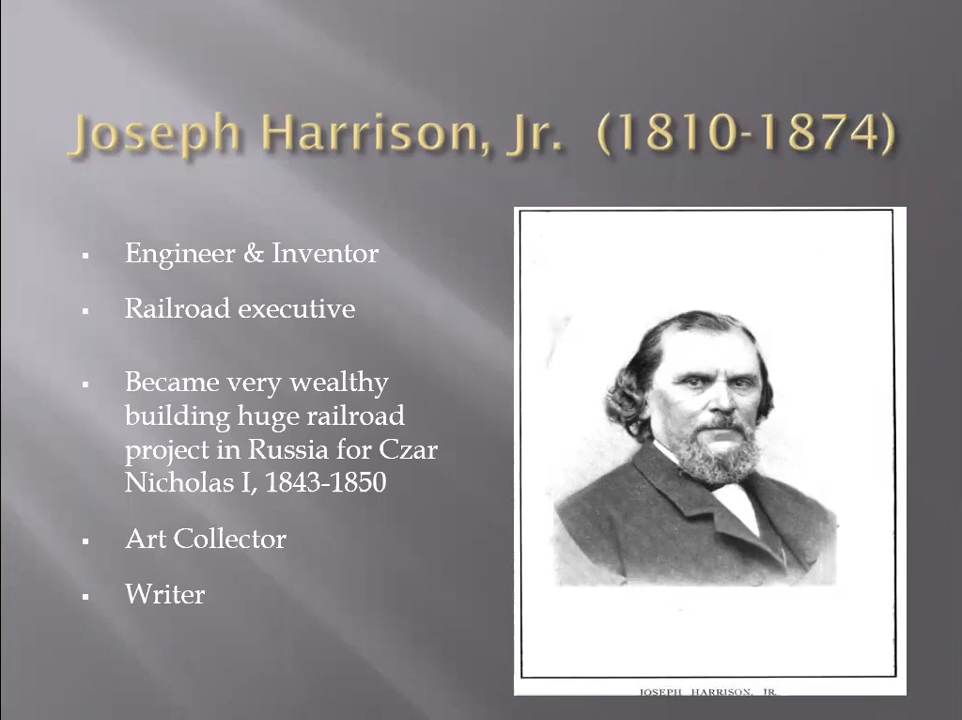 Joseph Harrison, Jr. (1810-1874)
▪ Engineer & Inventor
▪ Railroad executive
▪ Became very wealthy
building huge railroad
project in Russia for Czar
Nicholas I, 1843-1850
▪ Art Collector
▪ Writer
JOSEPH HARRISON, JR.